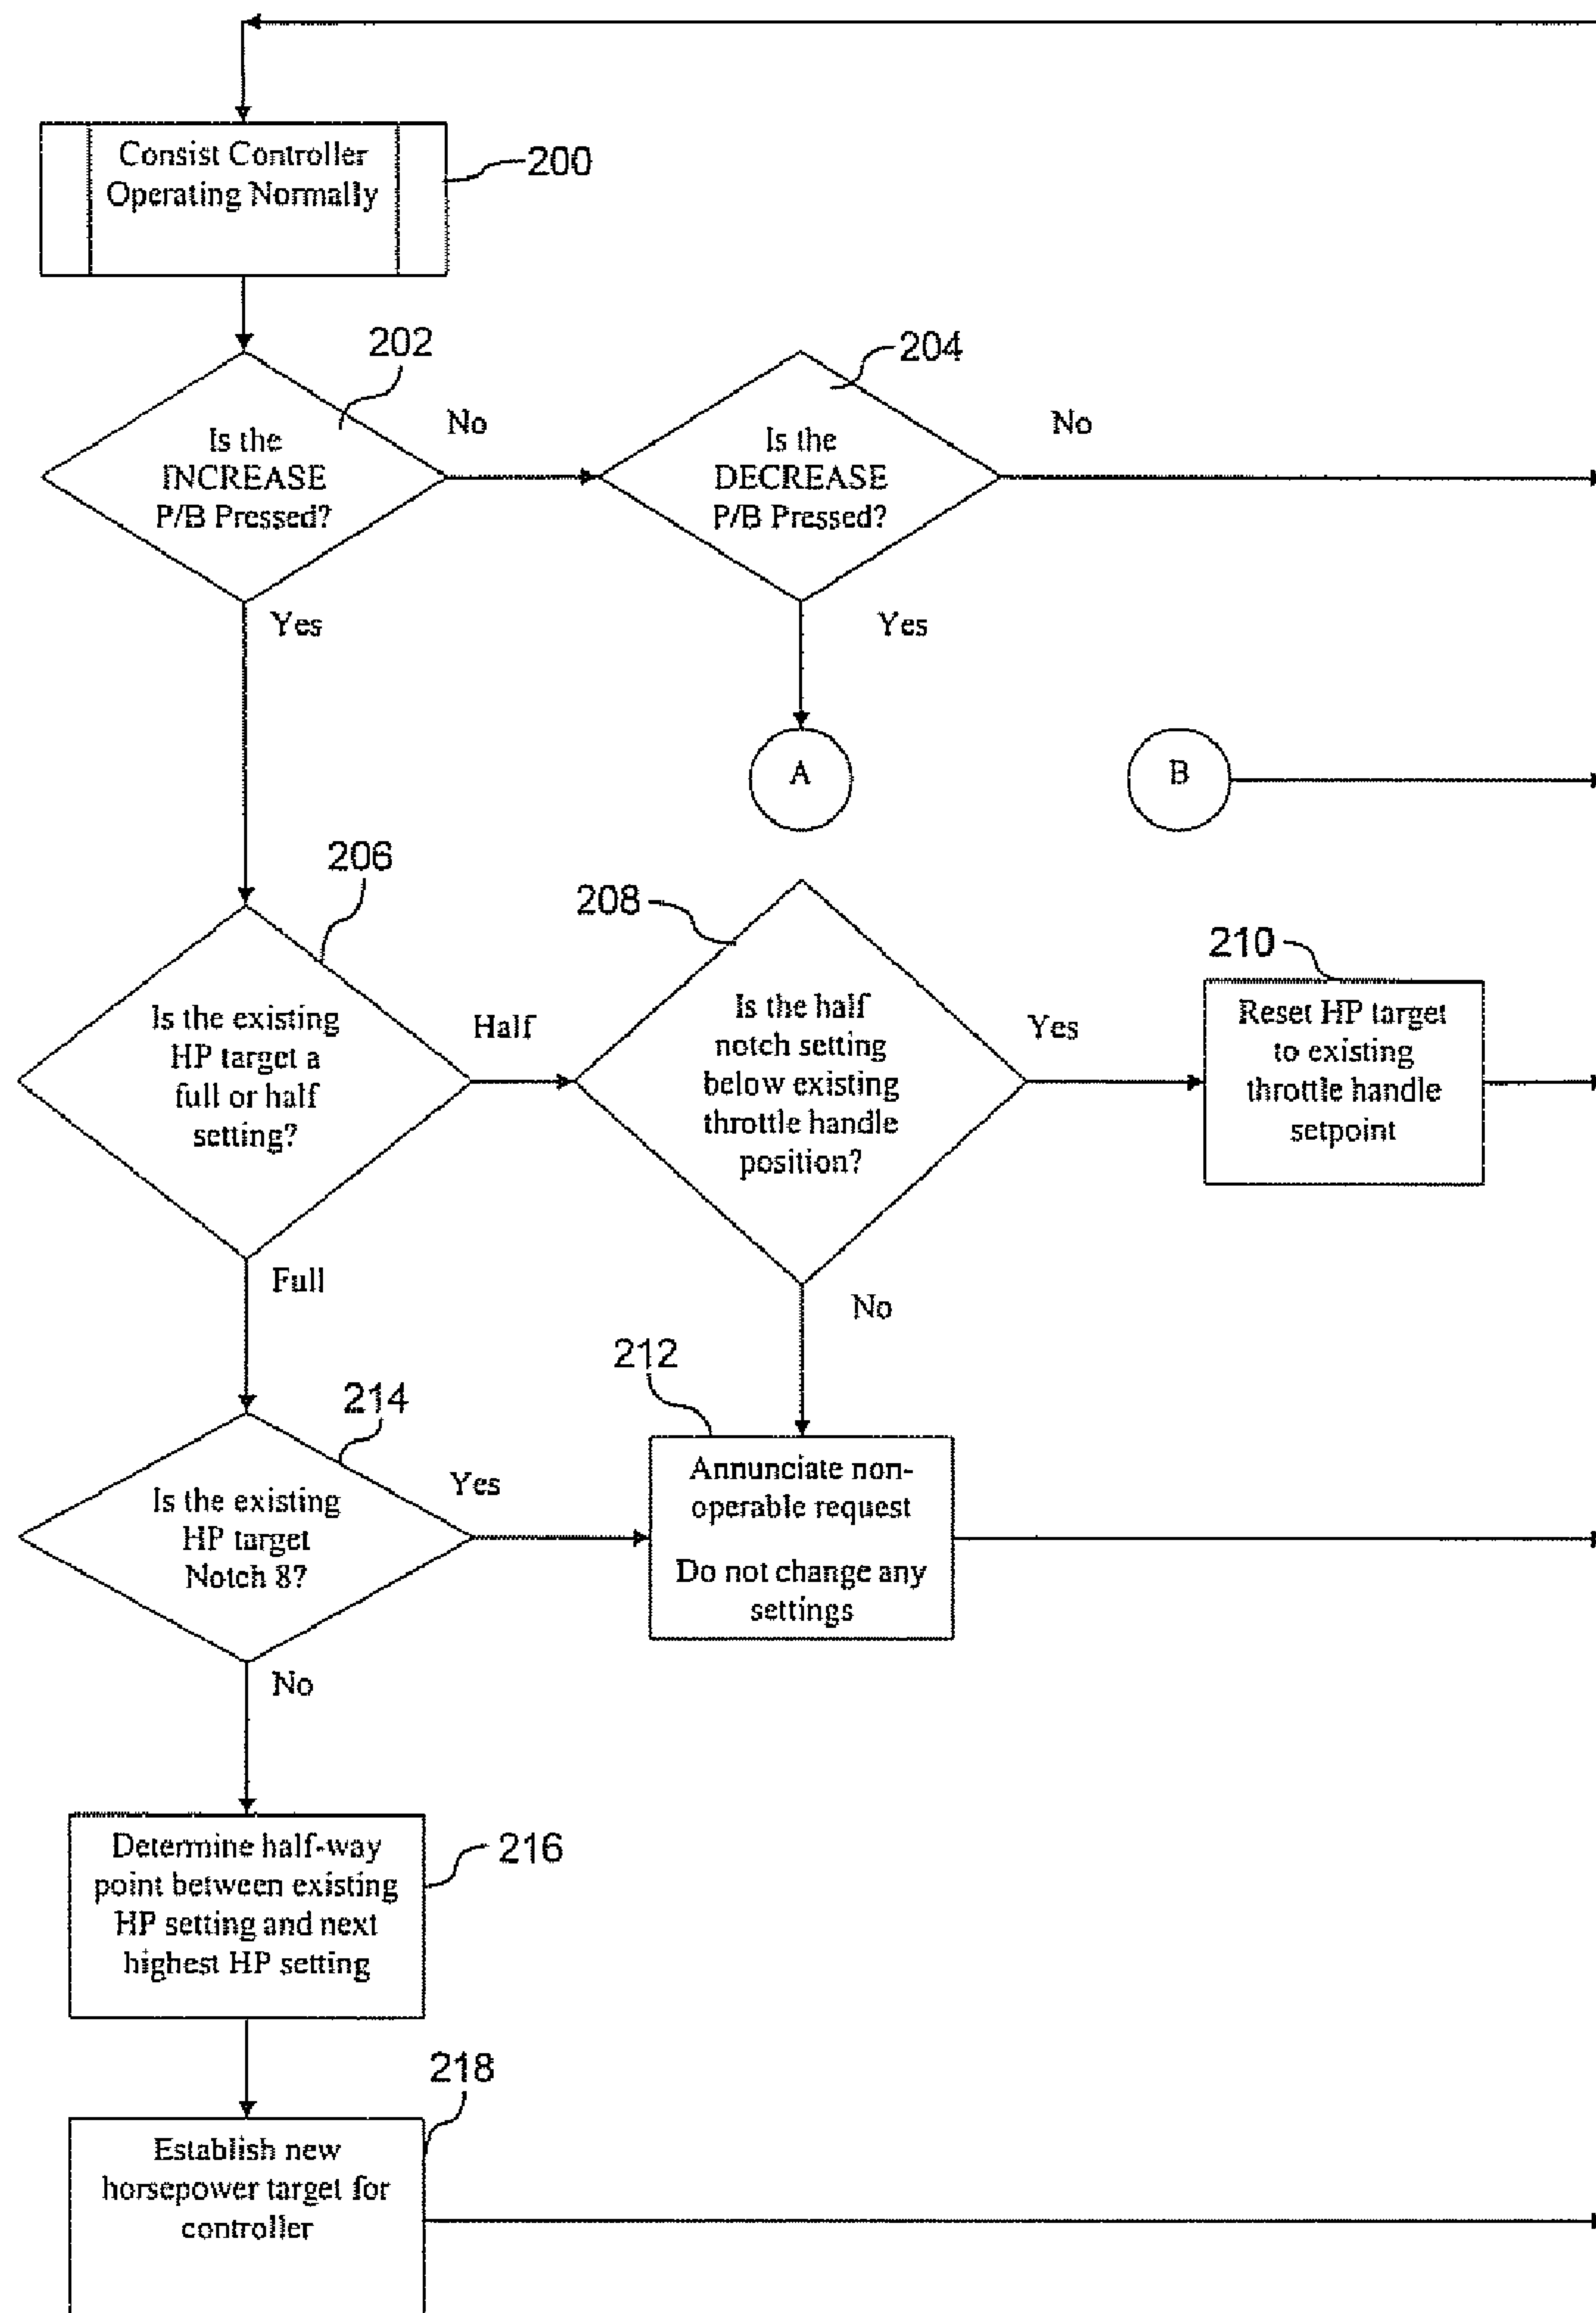 Consist Controller
Operating Normally
200
202
204
Is the
INCREASE
P/B Pressed?
No
Is the
DECREASE
P/B Pressed?
No
Yes
Yes
A
B
206
208
210
Is the existing
HP target a
full or half
setting?
Half
Is the half
notch setting
below existing
throttle handle
position?
Yes
Reset HP target
to existing
throttle handle
setpoint
Full
No
212
214
Is the existing
HP target
Notch 8?
Yes
Annunciate non-
operable request
Do not change any
settings
No
Determine half-way
point between existing
HP setting and next
highest HP setting
216
218
Establish new
horsepower target for
controller